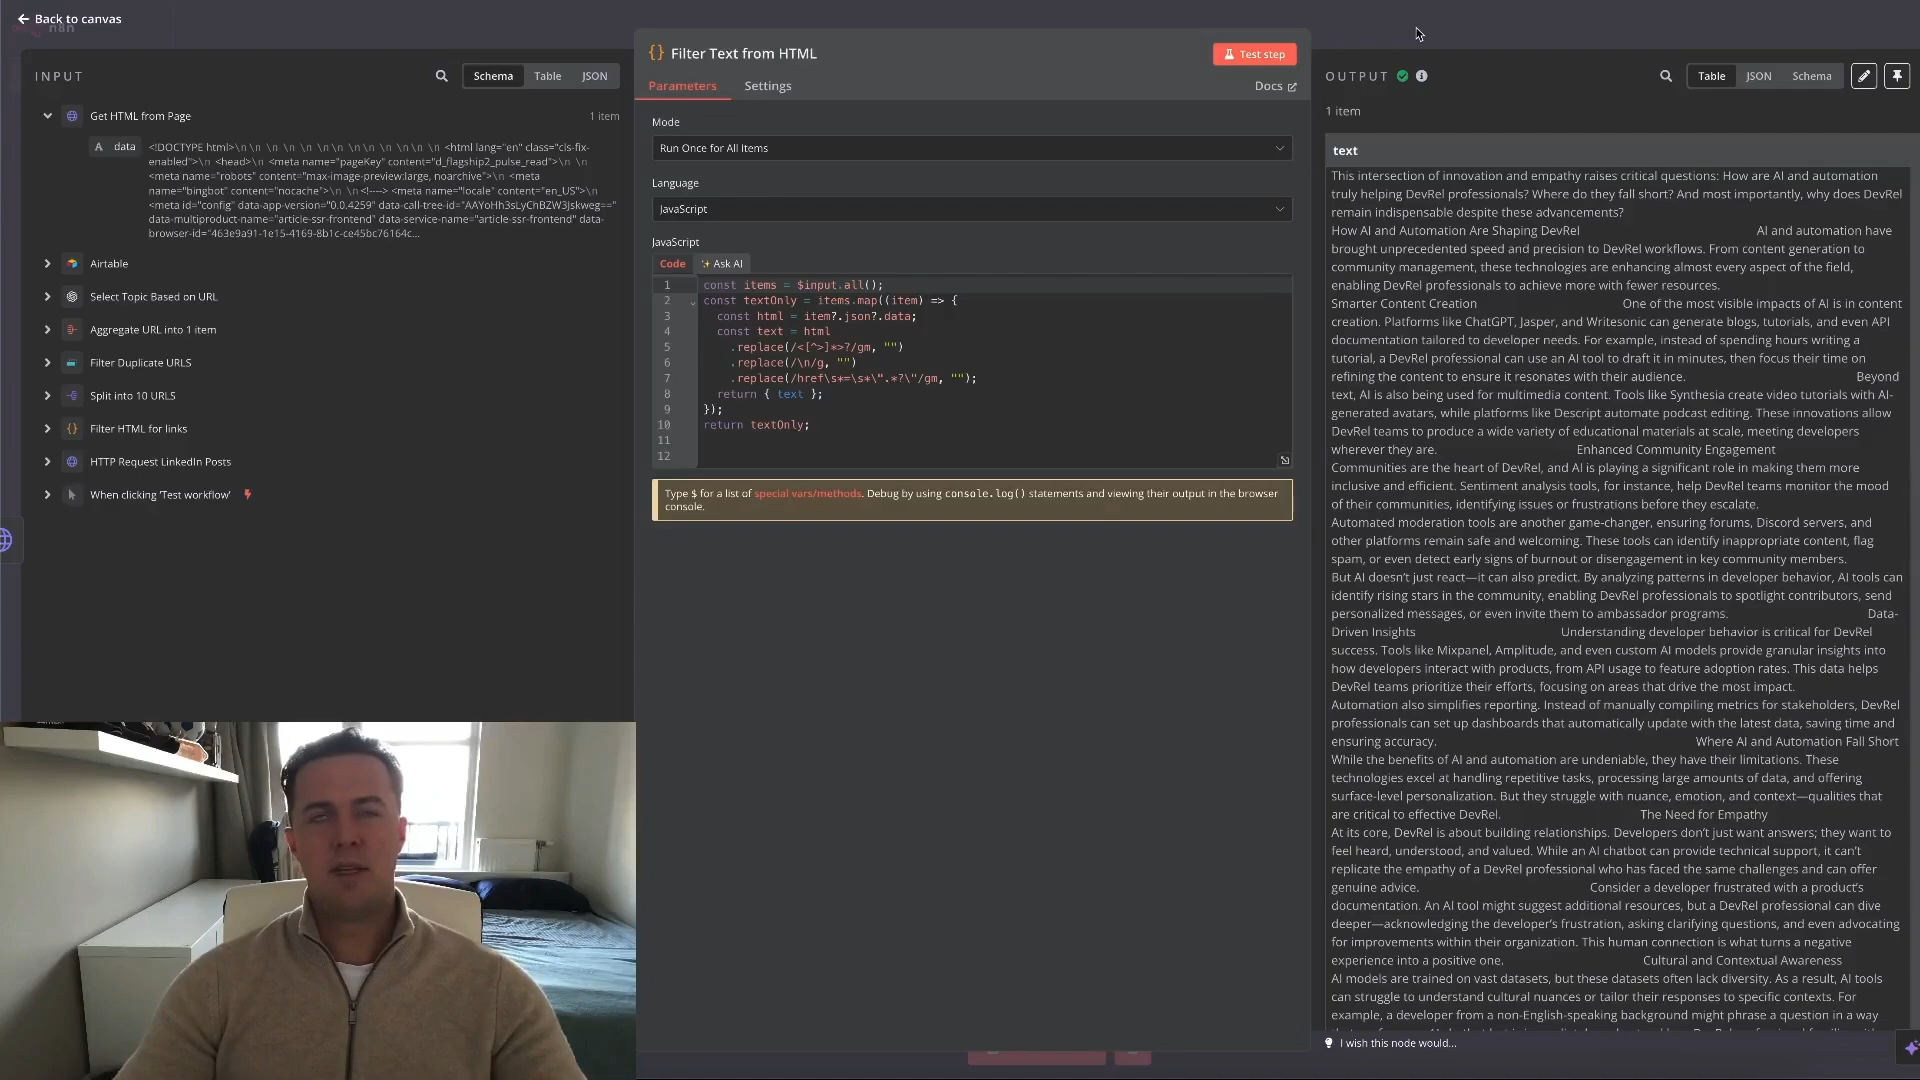 Back to canvas
n8n
INPUT
Schema
Table
JSON
Get HTML from Page
1 item
A data
<!DOCTYPE html>\n\n \n \n \n\n \n\n \n\n \n \n <html lang="en" class="cls-fix-
enabled">\n <head>\n <meta name="pageKey" content="d_flagship2_pulse_read">\n \n
<meta name="robots" content="max-image-preview:large, noarchive">\n <meta
name="bingbot" content="nocache">\n \n<!----> <meta name="locale" content="en_US">\n
<meta id="config" data-app-version="0.0.4259" data-call-tree-id="AAYoHh3sLyChBZW3Jskweg=="
data-multiproduct-name="article-ssr-frontend" data-service-name="article-ssr-frontend" data-
browser-id="463e9a91-1e15-4169-8b1c-ce45bc76164c...
Airtable
Select Topic Based on URL
Aggregate URL into 1 item
Filter Duplicate URLS
Split into 10 URLS
Filter HTML for links
HTTP Request LinkedIn Posts
When clicking 'Test workflow'
{} Filter Text from HTML
Test step
Parameters
Settings
Docs
Mode
Run Once for All Items
Language
JavaScript
JavaScript
Code
Ask AI
1 const items = $input.all();
2 const textOnly = items.map((item) => {
3 const html = item?.json?.data;
4 const text = html
5 .replace(/<[^>]*>?/gm, "")
6 .replace(/\n/g, "")
7 .replace(/href\s*=\s*\".*?\"/gm, "");
8 return { text };
9 });
10 return textOnly;
11
12
Type $ for a list of special vars/methods. Debug by using console.log() statements and viewing their output in the browser
console.
OUTPUT
Table
JSON
Schema
1 item
text
This intersection of innovation and empathy raises critical questions: How are AI and automation
truly helping DevRel professionals? Where do they fall short? And most importantly, why does DevRel
remain indispensable despite these advancements?
How AI and Automation Are Shaping DevRel AI and automation have
brought unprecedented speed and precision to DevRel workflows. From content generation to
community management, these technologies are enhancing almost every aspect of the field,
enabling DevRel professionals to achieve more with fewer resources.
Smarter Content Creation One of the most visible impacts of AI is in content
creation. Platforms like ChatGPT, Jasper, and Writesonic can generate blogs, tutorials, and even API
documentation tailored to developer needs. For example, instead of spending hours writing a
tutorial, a DevRel professional can use an AI tool to draft it in minutes, then focus their time on
refining the content to ensure it resonates with their audience. Beyond
text, AI is also being used for multimedia content. Tools like Synthesia create video tutorials with AI-
generated avatars, while platforms like Descript automate podcast editing. These innovations allow
DevRel teams to produce a wide variety of educational materials at scale, meeting developers
wherever they are. Enhanced Community Engagement
Communities are the heart of DevRel, and AI is playing a significant role in making them more
inclusive and efficient. Sentiment analysis tools, for instance, help DevRel teams monitor the mood
of their communities, identifying issues or frustrations before they escalate.
Automated moderation tools are another game-changer, ensuring forums, Discord servers, and
other platforms remain safe and welcoming. These tools can identify inappropriate content, flag
spam, or even detect early signs of burnout or disengagement in key community members.
But AI doesn't just react—it can also predict. By analyzing patterns in developer behavior, AI tools can
identify rising stars in the community, enabling DevRel professionals to spotlight contributors, send
personalized messages, or even invite them to ambassador programs. Data-
Driven Insights Understanding developer behavior is critical for DevRel
success. Tools like Mixpanel, Amplitude, and even custom AI models provide granular insights into
how developers interact with products, from API usage to feature adoption rates. This data helps
DevRel teams prioritize their efforts, focusing on areas that drive the most impact.
Automation also simplifies reporting. Instead of manually compiling metrics for stakeholders, DevRel
professionals can set up dashboards that automatically update with the latest data, saving time and
ensuring accuracy. Where AI and Automation Fall Short
While the benefits of AI and automation are undeniable, they have their limitations. These
technologies excel at handling repetitive tasks, processing large amounts of data, and offering
surface-level personalization. But they struggle with nuance, emotion, and context—qualities that
are critical to effective DevRel. The Need for Empathy
At its core, DevRel is about building relationships. Developers don't just want answers; they want to
feel heard, understood, and valued. While an AI chatbot can provide technical support, it can't
replicate the empathy of a DevRel professional who has faced the same challenges and can offer
genuine advice. Consider a developer frustrated with a product's
documentation. An AI tool might suggest additional resources, but a DevRel professional can dive
deeper—acknowledging the developer's frustration, asking clarifying questions, and even advocating
for improvements within their organization. This human connection is what turns a negative
experience into a positive one. Cultural and Contextual Awareness
AI models are trained on vast datasets, but these datasets often lack diversity. As a result, AI tools
can struggle to understand cultural nuances or tailor their responses to specific contexts. For
example, a developer from a non-English-speaking background might phrase a question in a way
I wish this node would...